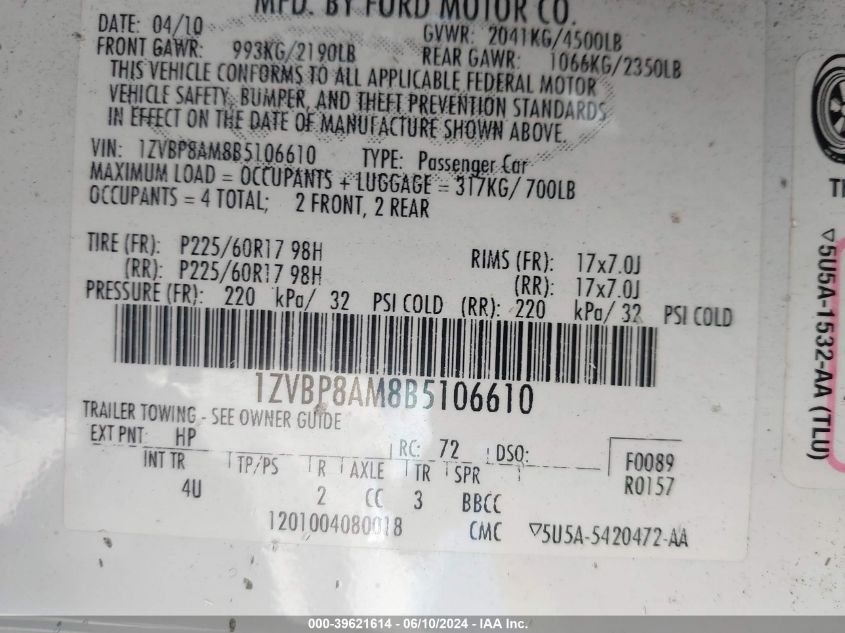 MFD. BY FORD MOTOR CO.
DATE: 04/10 GVWR: 2041KG/4500LB
FRONT GAWR: 993KG/2190LB REAR GAWR: 1066KG/2350LB
THIS VEHICLE CONFORMS TO ALL APPLICABLE FEDERAL MOTOR
VEHICLE SAFETY, BUMPER, AND THEFT PREVENTION STANDARDS
IN EFFECT ON THE DATE OF MANUFACTURE SHOWN ABOVE.
VIN: 1ZVBP8AM8B5106610 TYPE: Passenger Car
MAXIMUM LOAD = OCCUPANTS + LUGGAGE = 317KG/ 700LB
OCCUPANTS = 4 TOTAL; 2 FRONT, 2 REAR
TIRE (FR): P225/60R17 98H RIMS (FR): 17x7.0J
(RR): P225/60R17 98H (RR): 17x7.0J
PRESSURE (FR): 220 kPa/ 32 PSI COLD (RR): 220 kPa/ 32 PSI COLD
1ZVBP8AM8B5106610
TRAILER TOWING - SEE OWNER GUIDE
EXT PNT: HP RC: 72 DSO: F0089
INT TR TP/PS R AXLE TR SPR R0157
4U 2 CC 3 BBCC
1201004080018 CMC ▽5U5A-5420472-AA
▽5U5A-1532-AA (TLU)
000-39621614 - 06/10/2024 - IAA Inc.